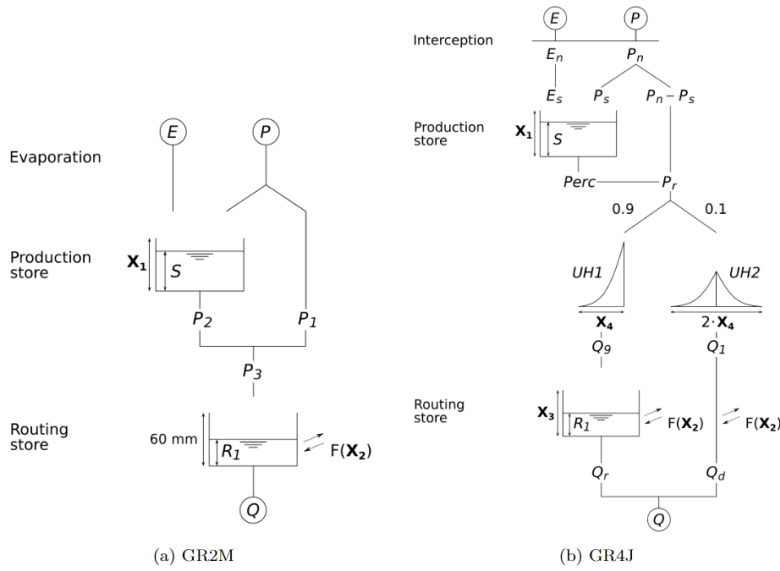 E P
Evaporation
Production
store
X₁
S
P₂
P₁
P₃
Routing
store
60 mm
R₁
F(X₂)
Q
(a) GR2M
E P
Interception
Eₙ Pₙ
Eₛ Pₛ Pₙ – Pₛ
Production
store
X₁
S
Perc Pᵣ
0.9 0.1
UH1 UH2
X₄ 2·X₄
Q₉ Q₁
Routing
store
X₃
R₁
F(X₂) F(X₂)
Qᵣ Q_d
Q
(b) GR4J